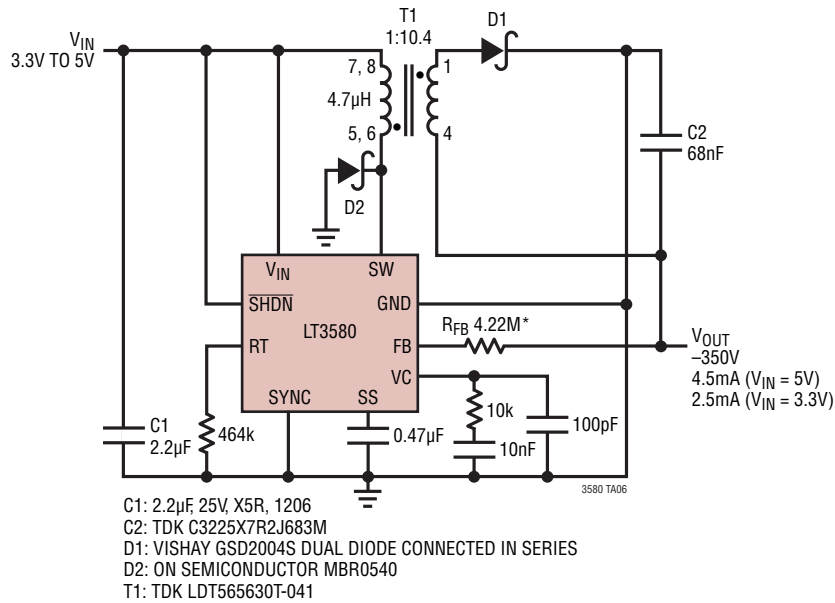 T1
1:10.4
D1
VIN
3.3V TO 5V
7, 8
1
4.7µH
5, 6
4
C2
68nF
D2
VIN
SW
SHDN
GND
LT3580
RFB 4.22M*
RT
FB
VOUT
–350V
4.5mA (VIN = 5V)
2.5mA (VIN = 3.3V)
VC
SYNC
SS
C1
2.2µF
464k
0.47µF
10k
10nF
100pF
3580 TA06
C1: 2.2µF, 25V, X5R, 1206
C2: TDK C3225X7R2J683M
D1: VISHAY GSD2004S DUAL DIODE CONNECTED IN SERIES
D2: ON SEMICONDUCTOR MBR0540
T1: TDK LDT565630T-041